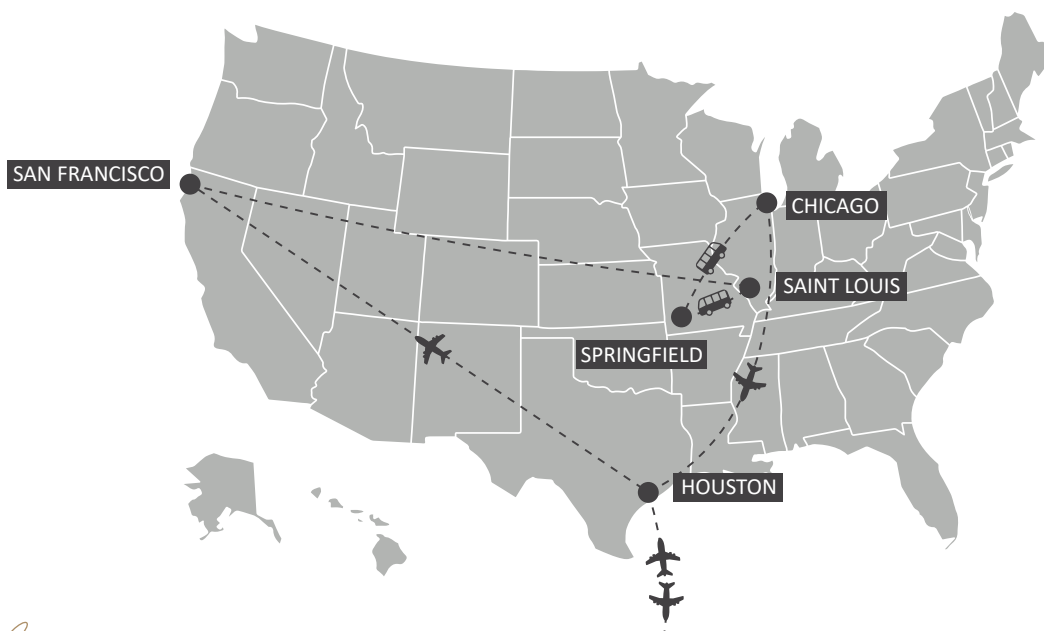 SAN FRANCISCO
CHICAGO
SAINT LOUIS
SPRINGFIELD
HOUSTON